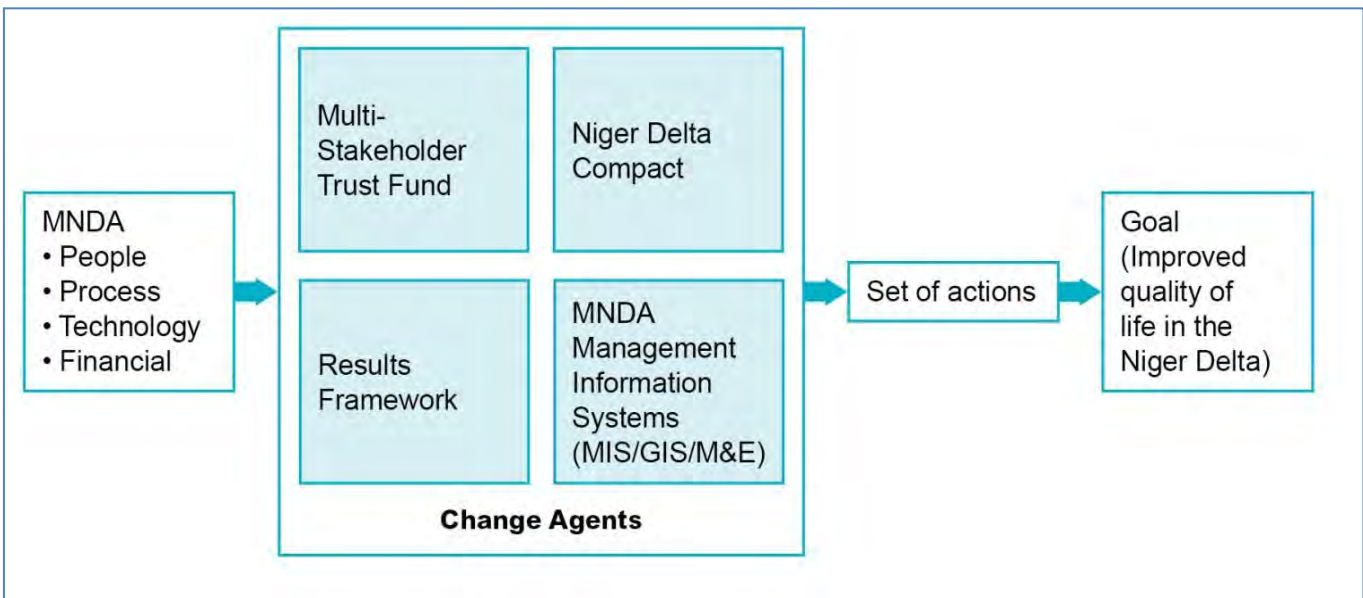 MNDA
• People
• Process
• Technology
• Financial
Multi-
Stakeholder
Trust Fund
Niger Delta
Compact
Results
Framework
MNDA
Management
Information
Systems
(MIS/GIS/M&E)
Change Agents
Set of actions
Goal
(Improved
quality of
life in the
Niger Delta)